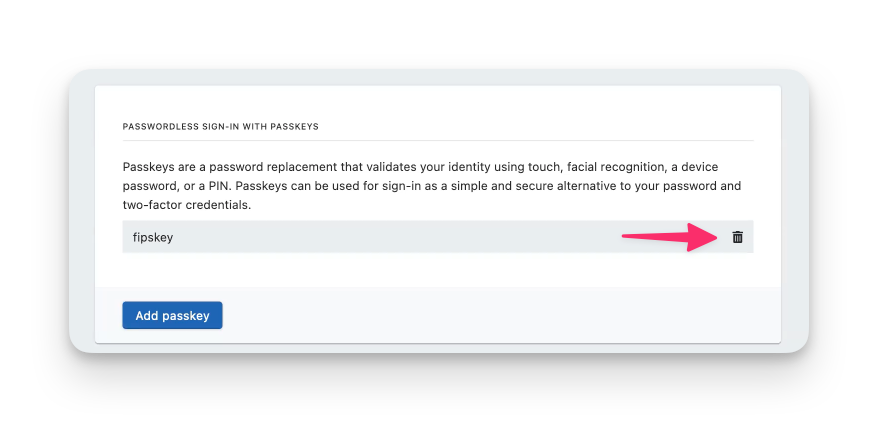 PASSWORDLESS SIGN-IN WITH PASSKEYS
Passkeys are a password replacement that validates your identity using touch, facial recognition, a device
password, or a PIN. Passkeys can be used for sign-in as a simple and secure alternative to your password and
two-factor credentials.
fipskey
Add passkey